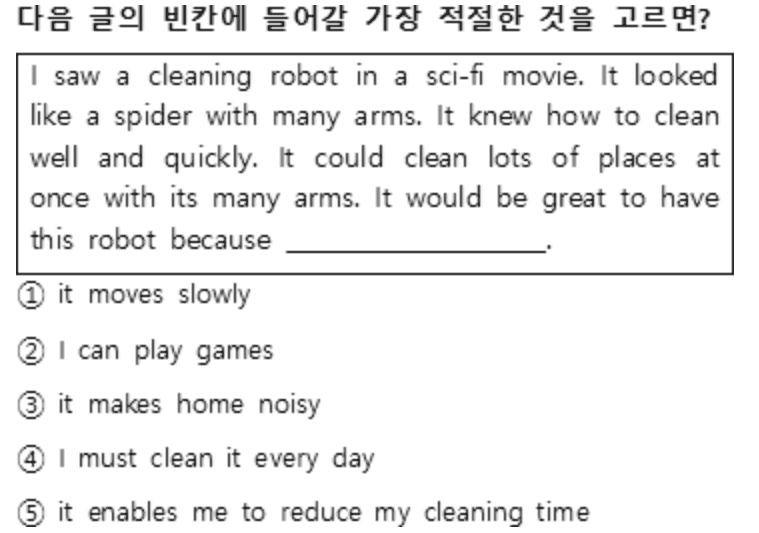 다음 글의 빈칸에 들어갈 가장 적절한 것을 고르면?
I saw a cleaning robot in a sci-fi movie. It looked
like a spider with many arms. It knew how to clean
well and quickly. It could clean lots of places at
once with its many arms. It would be great to have
this robot because ____________________.
① it moves slowly
② I can play games
③ it makes home noisy
④ I must clean it every day
⑤ it enables me to reduce my cleaning time